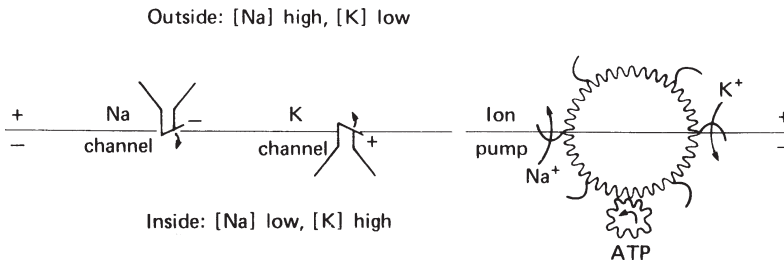 Outside: [Na] high, [K] low
+
Na
channel
−
−
K
channel
+
Ion
pump
Na+
K+
+
−
ATP
Inside: [Na] low, [K] high